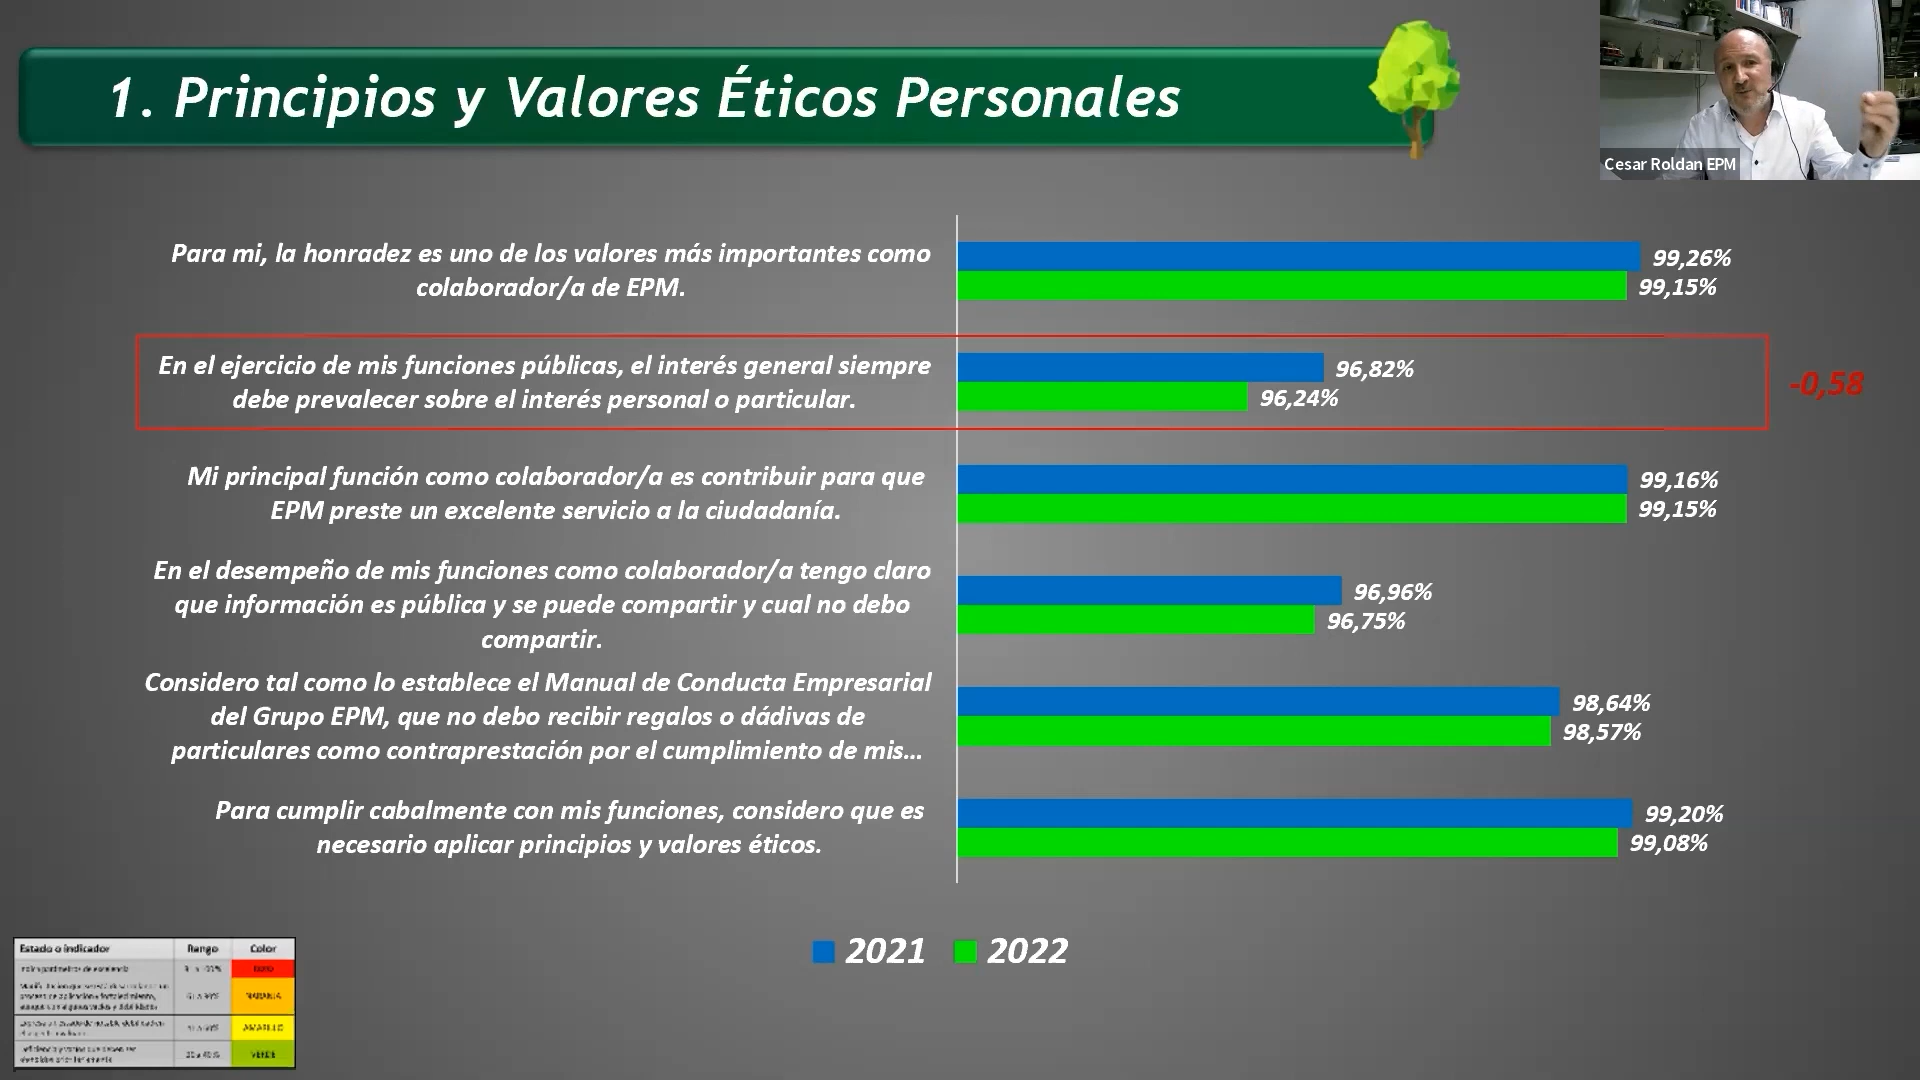 1. Principios y Valores Éticos Personales
Cesar Roldan EPM
Para mi, la honradez es uno de los valores más importantes como
colaborador/a de EPM.
99,26%
99,15%
En el ejercicio de mis funciones públicas, el interés general siempre
debe prevalecer sobre el interés personal o particular.
96,82%
96,24%
-0,58
Mi principal función como colaborador/a es contribuir para que
EPM preste un excelente servicio a la ciudadanía.
99,16%
99,15%
En el desempeño de mis funciones como colaborador/a tengo claro
que información es pública y se puede compartir y cual no debo
compartir.
96,96%
96,75%
Considero tal como lo establece el Manual de Conducta Empresarial
del Grupo EPM, que no debo recibir regalos o dádivas de
particulares como contraprestación por el cumplimiento de mis...
98,64%
98,57%
Para cumplir cabalmente con mis funciones, considero que es
necesario aplicar principios y valores éticos.
99,20%
99,08%
2021 2022
Estado o indicador Rango Color
NARANJA
AMARILLO
VERDE